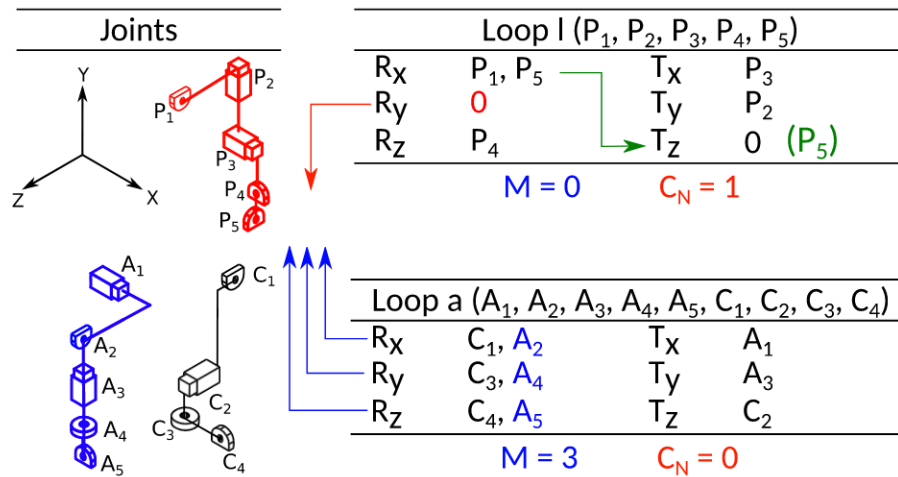 Joints
Y
Z
X
P₁
P₂
P₃
P₄
P₅
A₁
A₂
A₃
A₄
A₅
C₁
C₂
C₃
C₄
Loop l (P₁, P₂, P₃, P₄, P₅)
Rx P₁, P₅ Tx P₃
Ry 0 Ty P₂
Rz P₄ Tz 0 (P₅)
M = 0 C_N = 1
Loop a (A₁, A₂, A₃, A₄, A₅, C₁, C₂, C₃, C₄)
Rx C₁, A₂ Tx A₁
Ry C₃, A₄ Ty A₃
Rz C₄, A₅ Tz C₂
M = 3 C_N = 0